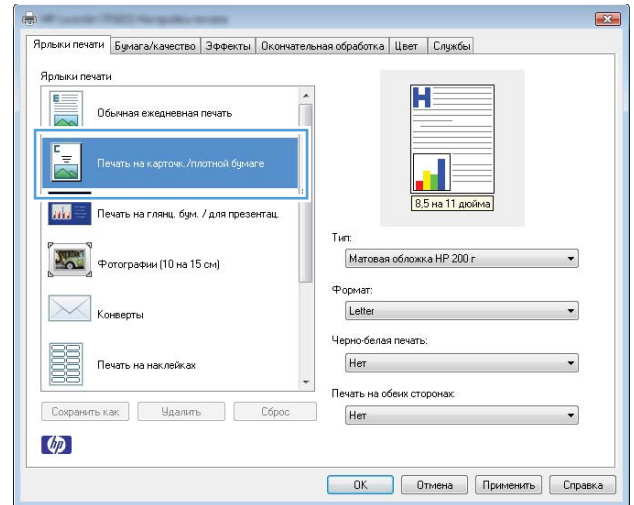 Ярлыки печати Бумага/качество Эффекты Окончательная обработка Цвет Службы
Ярлыки печати
Обычная ежедневная печать
Печать на карточк./плотной бумаге
Печать на глянц. бум. / для презентац.
Фотографии (10 на 15 см)
Конверты
Печать на наклейках
Сохранить как Удалить Сброс
hp
8,5 на 11 дюйма
Тип:
Матовая обложка HP 200 г
Формат:
Letter
Черно-белая печать:
Нет
Печать на обеих сторонах:
Нет
OK Отмена Применить Справка